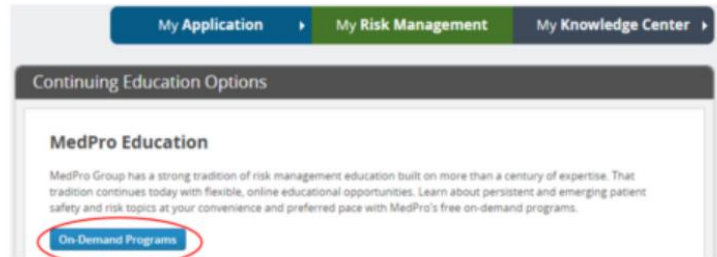 My Application My Risk Management My Knowledge Center
Continuing Education Options
MedPro Education
MedPro Group has a strong tradition of risk management education built on more than a century of expertise. That
tradition continues today with flexible, online educational opportunities. Learn about persistent and emerging patient
safety and risk topics at your convenience and preferred pace with MedPro's free on-demand programs.
On-Demand Programs